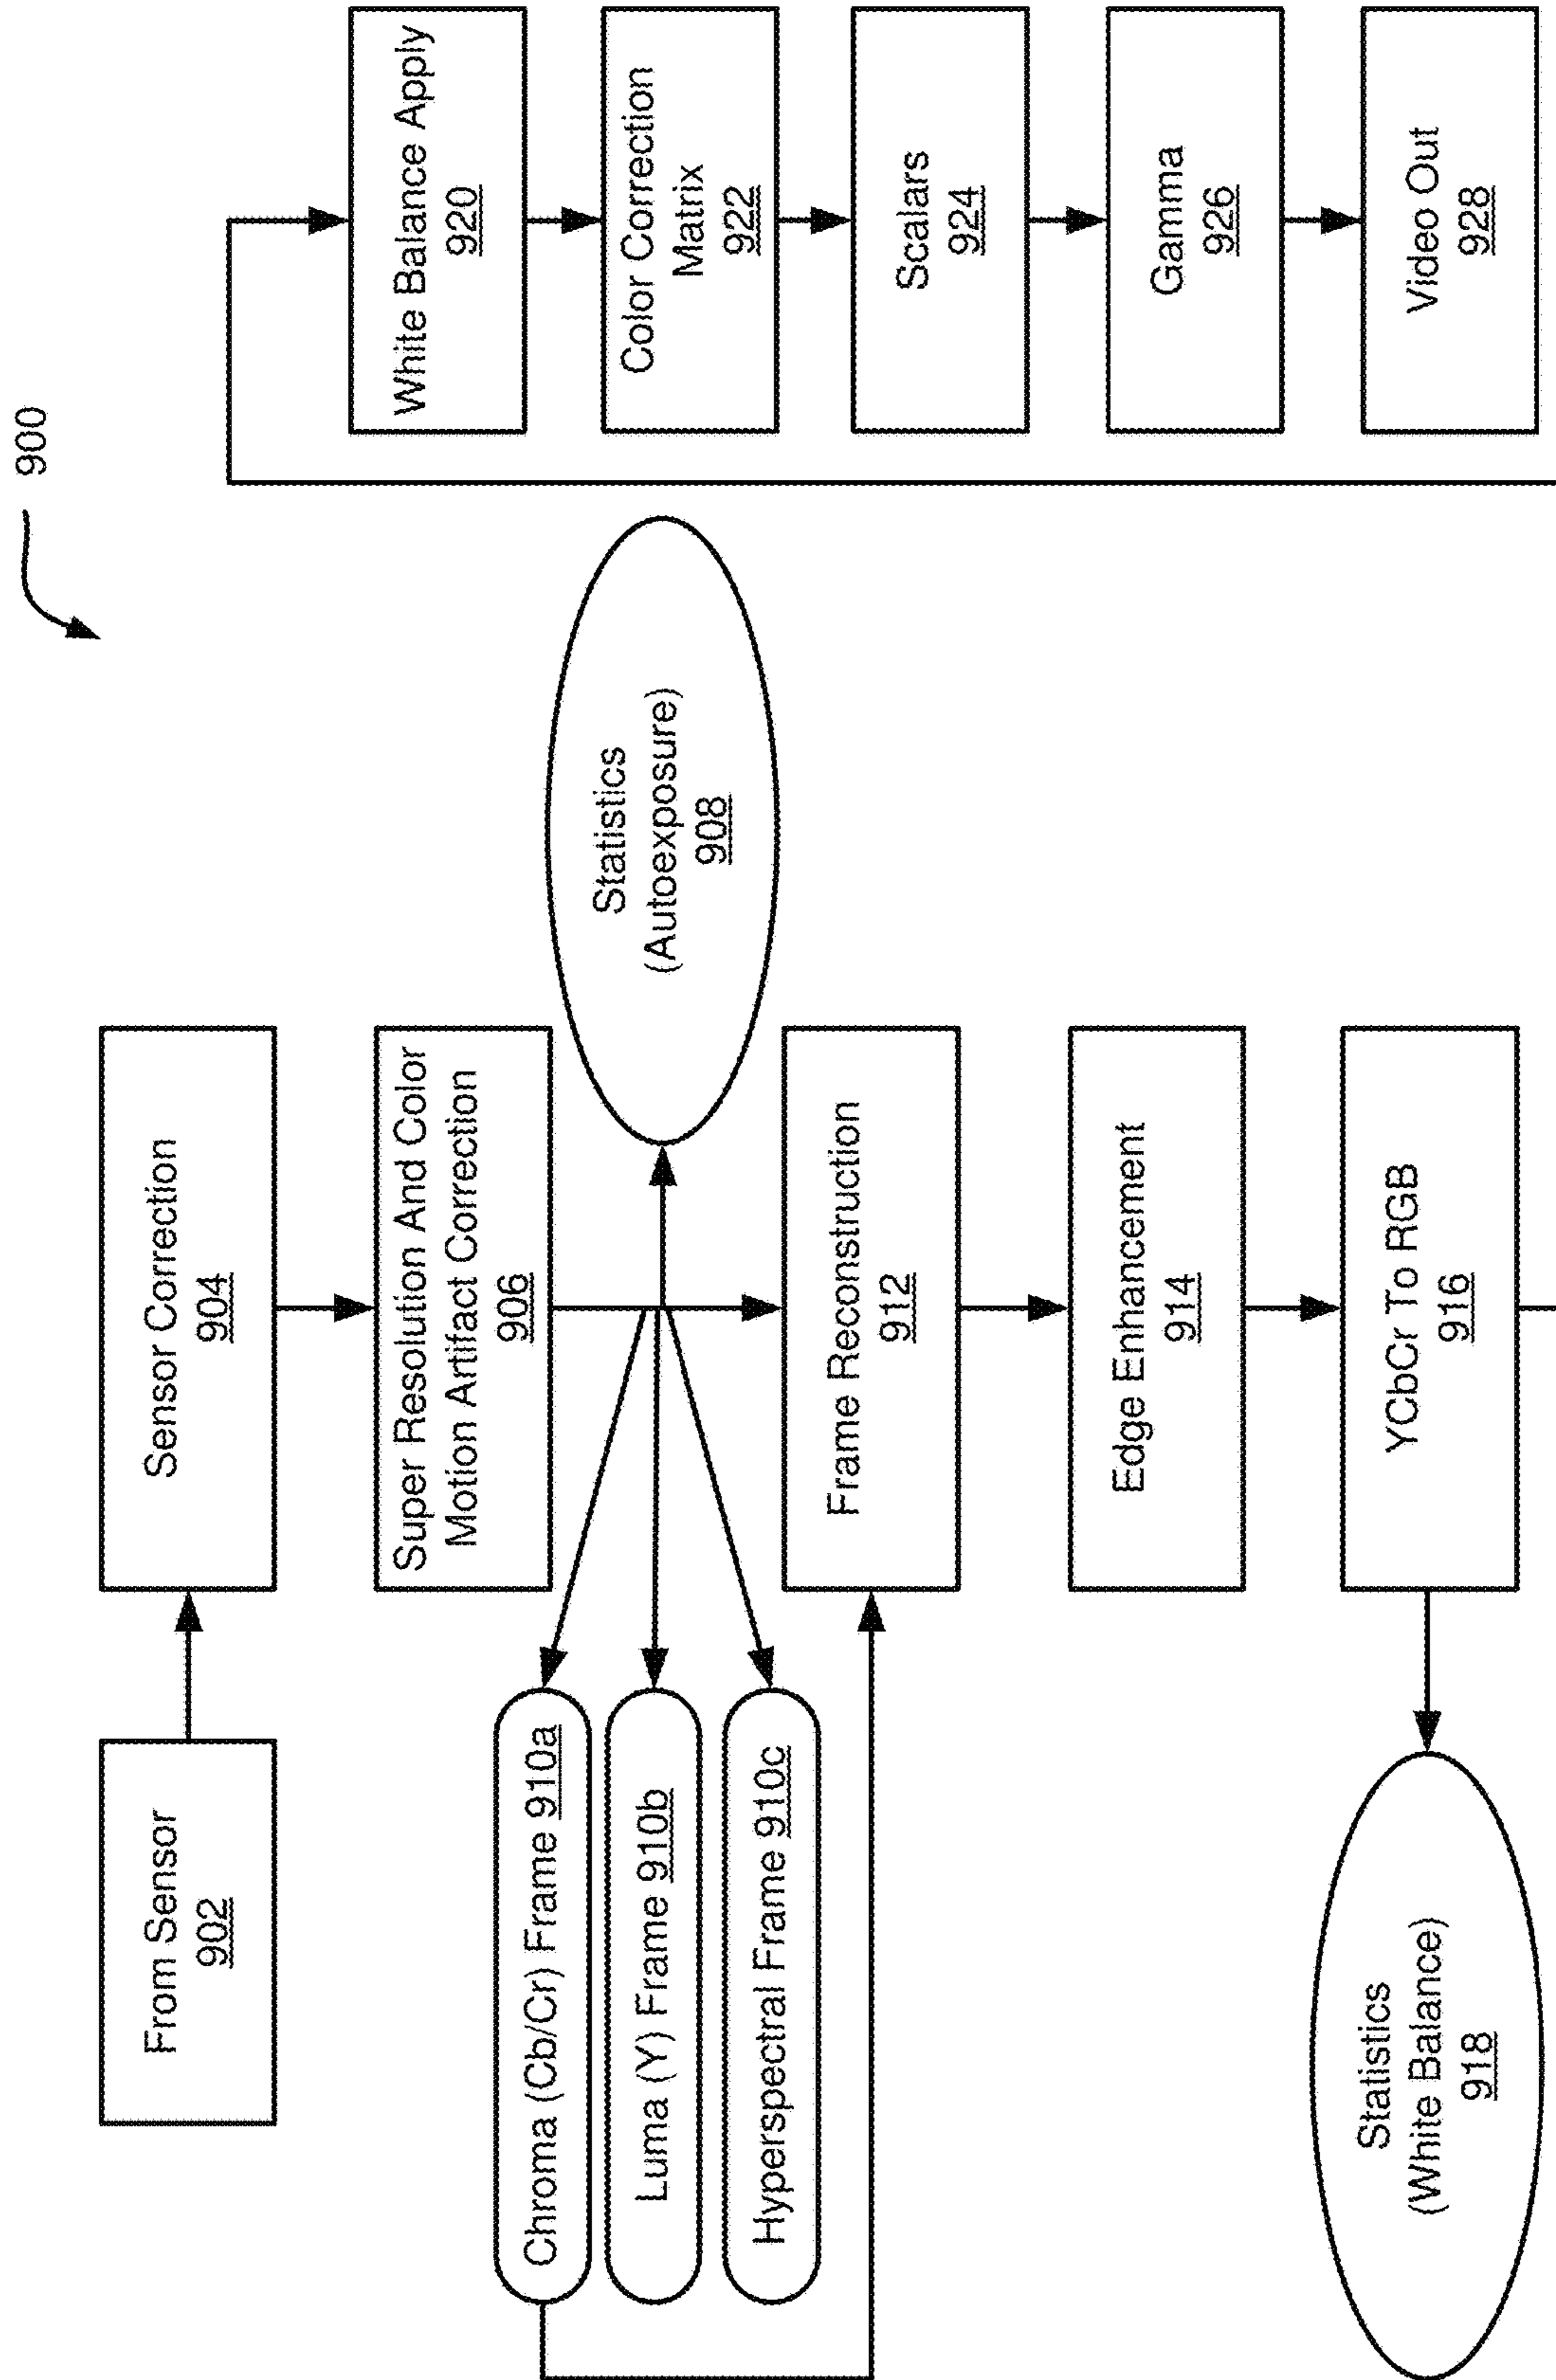 900
From Sensor
902
Sensor Correction
904
Super Resolution And Color
Motion Artifact Correction
906
Statistics
(Autoexposure)
908
Chroma (Cb/Cr) Frame 910a
Luma (Y) Frame 910b
Hyperspectral Frame 910c
Frame Reconstruction
912
Edge Enhancement
914
YCbCr To RGB
916
Statistics
(White Balance)
918
White Balance Apply
920
Color Correction
Matrix
922
Scalars
924
Gamma
926
Video Out
928